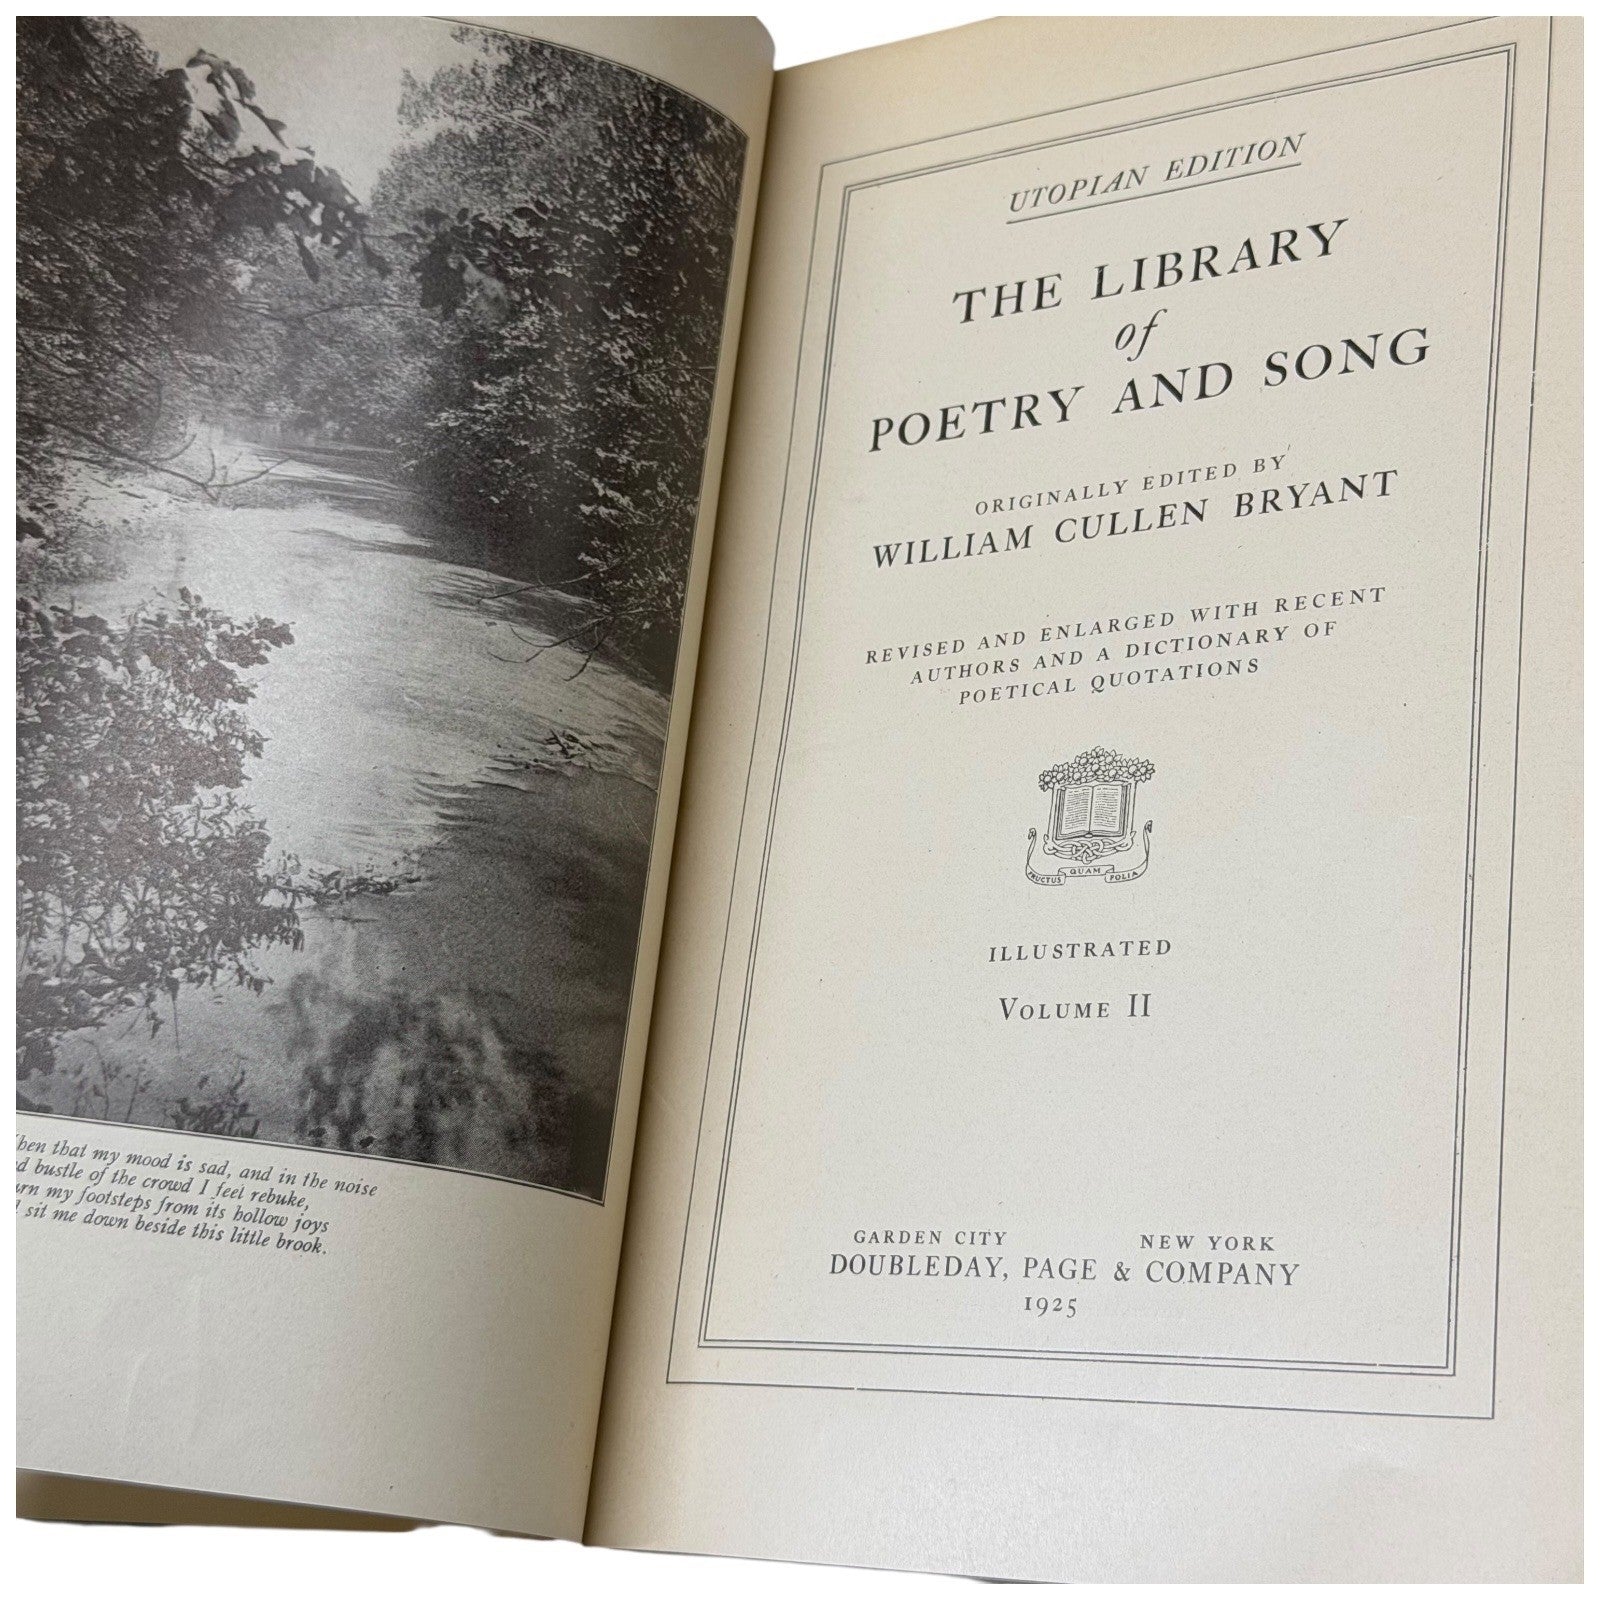 hen that my mood is sad, and in the noise
d bustle of the crowd I feel rebuke,
rn my footsteps from its hollow joys
sit me down beside this little brook.
UTOPIAN EDITION
THE LIBRARY
of
POETRY AND SONG
ORIGINALLY EDITED BY
WILLIAM CULLEN BRYANT
REVISED AND ENLARGED WITH RECENT
AUTHORS AND A DICTIONARY OF
POETICAL QUOTATIONS
FRUCTUS QUAM FOLIA
ILLUSTRATED
VOLUME II
GARDEN CITY NEW YORK
DOUBLEDAY, PAGE & COMPANY
1925